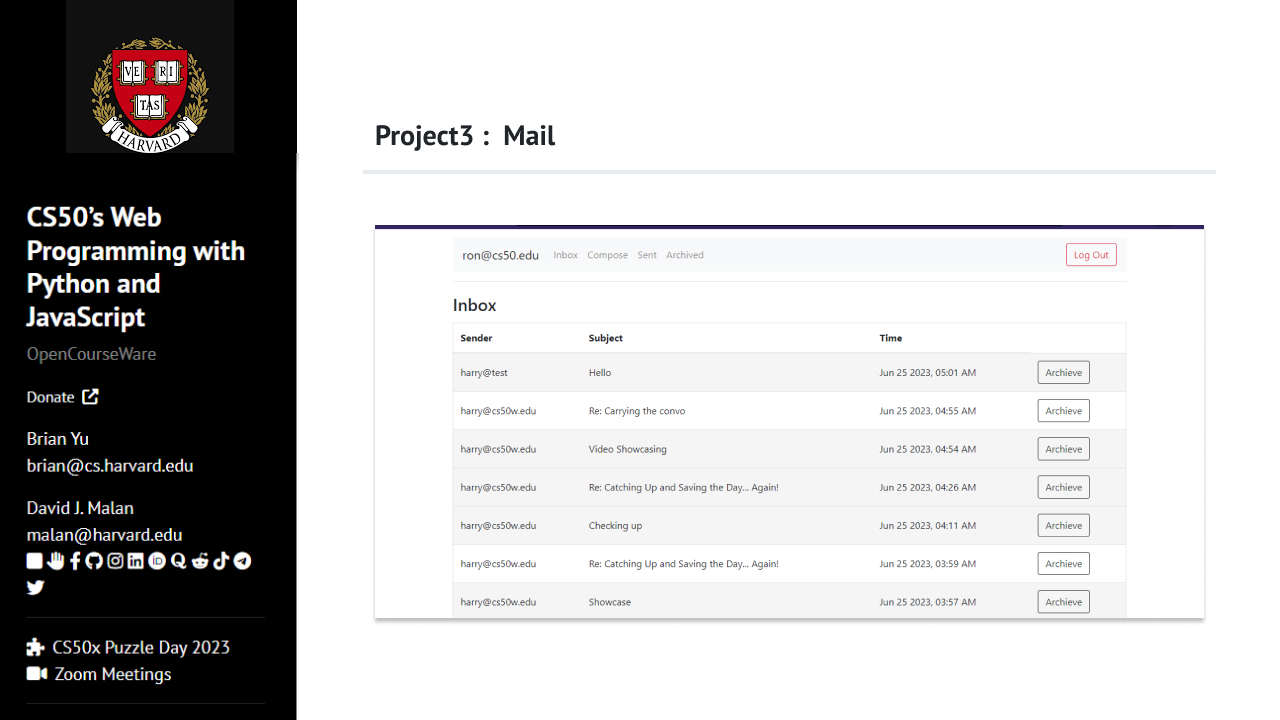 VE RI
TAS
HARVARD
CS50’s Web
Programming with
Python and
JavaScript
OpenCourseWare
Donate
Brian Yu
brian@cs.harvard.edu
David J. Malan
malan@harvard.edu
CS50x Puzzle Day 2023
Zoom Meetings
Project3 : Mail
ron@cs50.edu Inbox Compose Sent Archived Log Out
Inbox
Sender Subject Time
harry@test Hello Jun 25 2023, 05:01 AM Archieve
harry@cs50w.edu Re: Carrying the convo Jun 25 2023, 04:55 AM Archieve
harry@cs50w.edu Video Showcasing Jun 25 2023, 04:54 AM Archieve
harry@cs50w.edu Re: Catching Up and Saving the Day... Again! Jun 25 2023, 04:26 AM Archieve
harry@cs50w.edu Checking up Jun 25 2023, 04:11 AM Archieve
harry@cs50w.edu Re: Catching Up and Saving the Day... Again! Jun 25 2023, 03:59 AM Archieve
harry@cs50w.edu Showcase Jun 25 2023, 03:57 AM Archieve